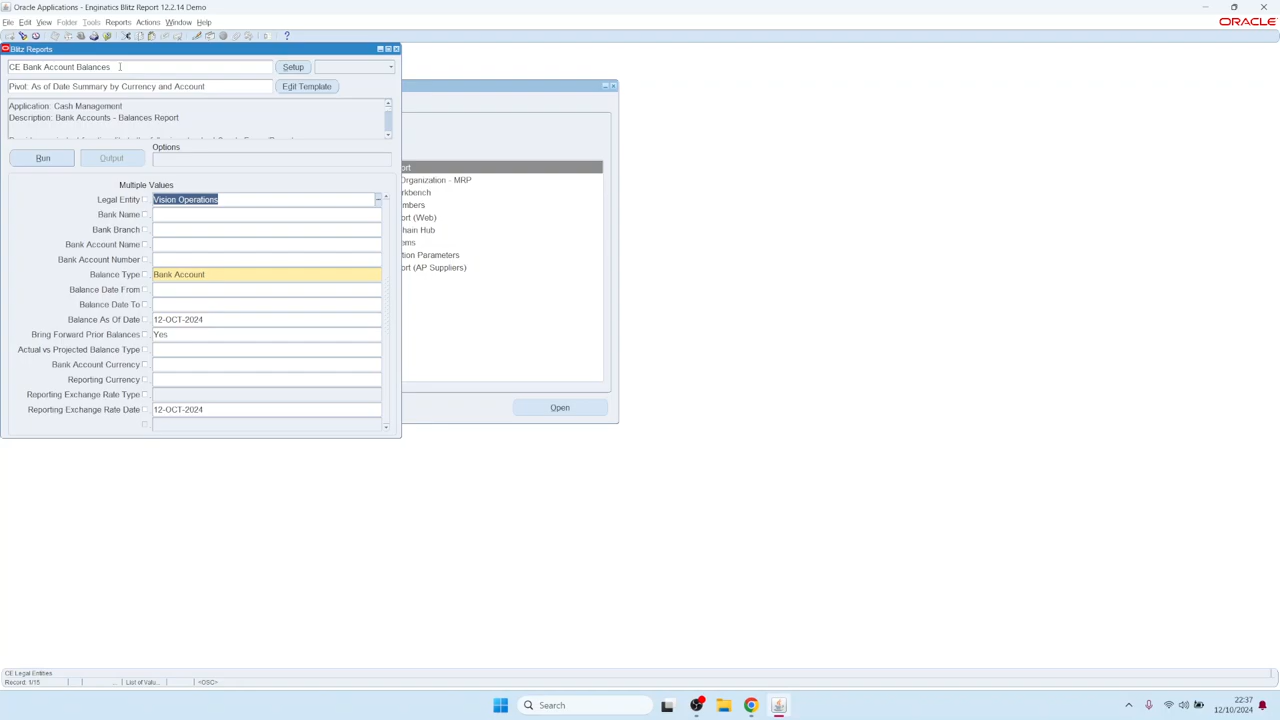 Oracle Applications - Enginatics Blitz Report 12.2.14 Demo
File Edit View Folder Tools Reports Actions Window Help
ORACLE
Blitz Reports
CE Bank Account Balances
Setup
Pivot: As of Date Summary by Currency and Account
Edit Template
Application: Cash Management
Description: Bank Accounts - Balances Report
Options
Run
Output
Multiple Values
Legal Entity Vision Operations
Bank Name
Bank Branch
Bank Account Name
Bank Account Number
Balance Type Bank Account
Balance Date From
Balance Date To
Balance As Of Date 12-OCT-2024
Bring Forward Prior Balances Yes
Actual vs Projected Balance Type
Bank Account Currency
Reporting Currency
Reporting Exchange Rate Type
Reporting Exchange Rate Date 12-OCT-2024
ort
Organization - MRP
rkbench
mbers
ort (Web)
hain Hub
ems
tion Parameters
ort (AP Suppliers)
Open
CE Legal Entities
Record: 1/15
...
List of Valu...
<OSC>
Search
22:37
12/10/2024